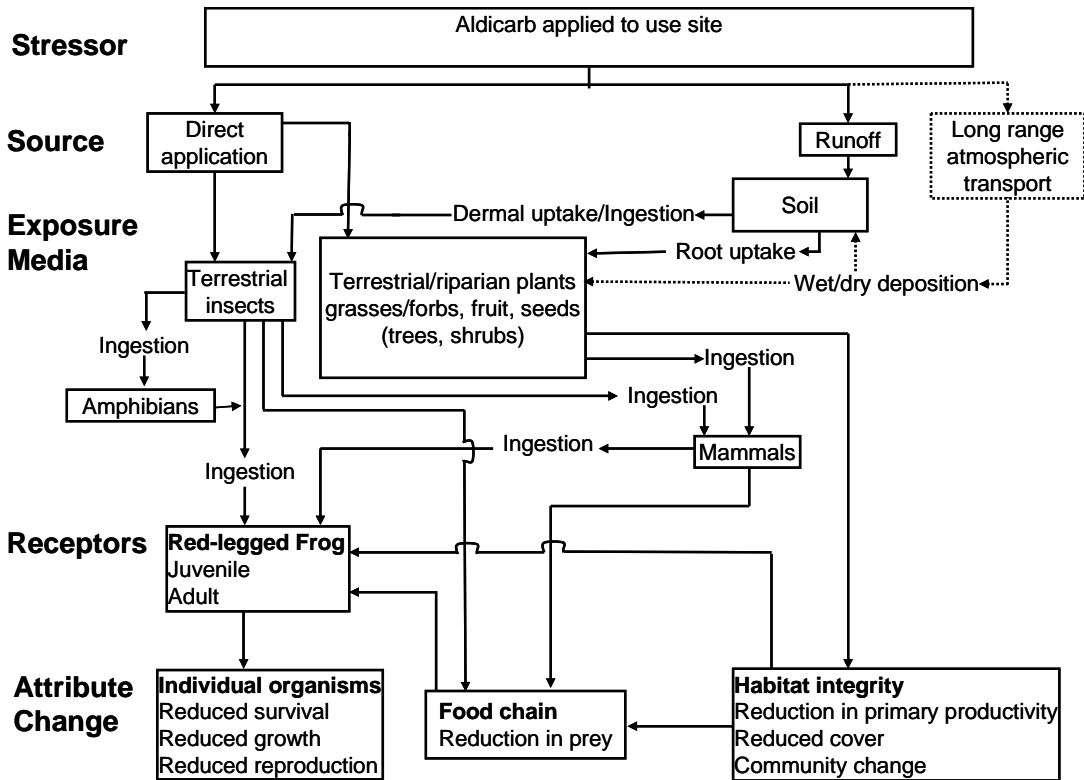 Stressor
Aldicarb applied to use site
Source
Direct
application
Runoff
Long range
atmospheric
transport
Exposure
Media
Dermal uptake/Ingestion
Soil
Root uptake
Wet/dry deposition
Terrestrial
insects
Terrestrial/riparian plants
grasses/forbs, fruit, seeds
(trees, shrubs)
Ingestion
Ingestion
Ingestion
Amphibians
Ingestion
Ingestion
Mammals
Receptors
Red-legged Frog
Juvenile
Adult
Attribute
Change
Individual organisms
Reduced survival
Reduced growth
Reduced reproduction
Food chain
Reduction in prey
Habitat integrity
Reduction in primary productivity
Reduced cover
Community change